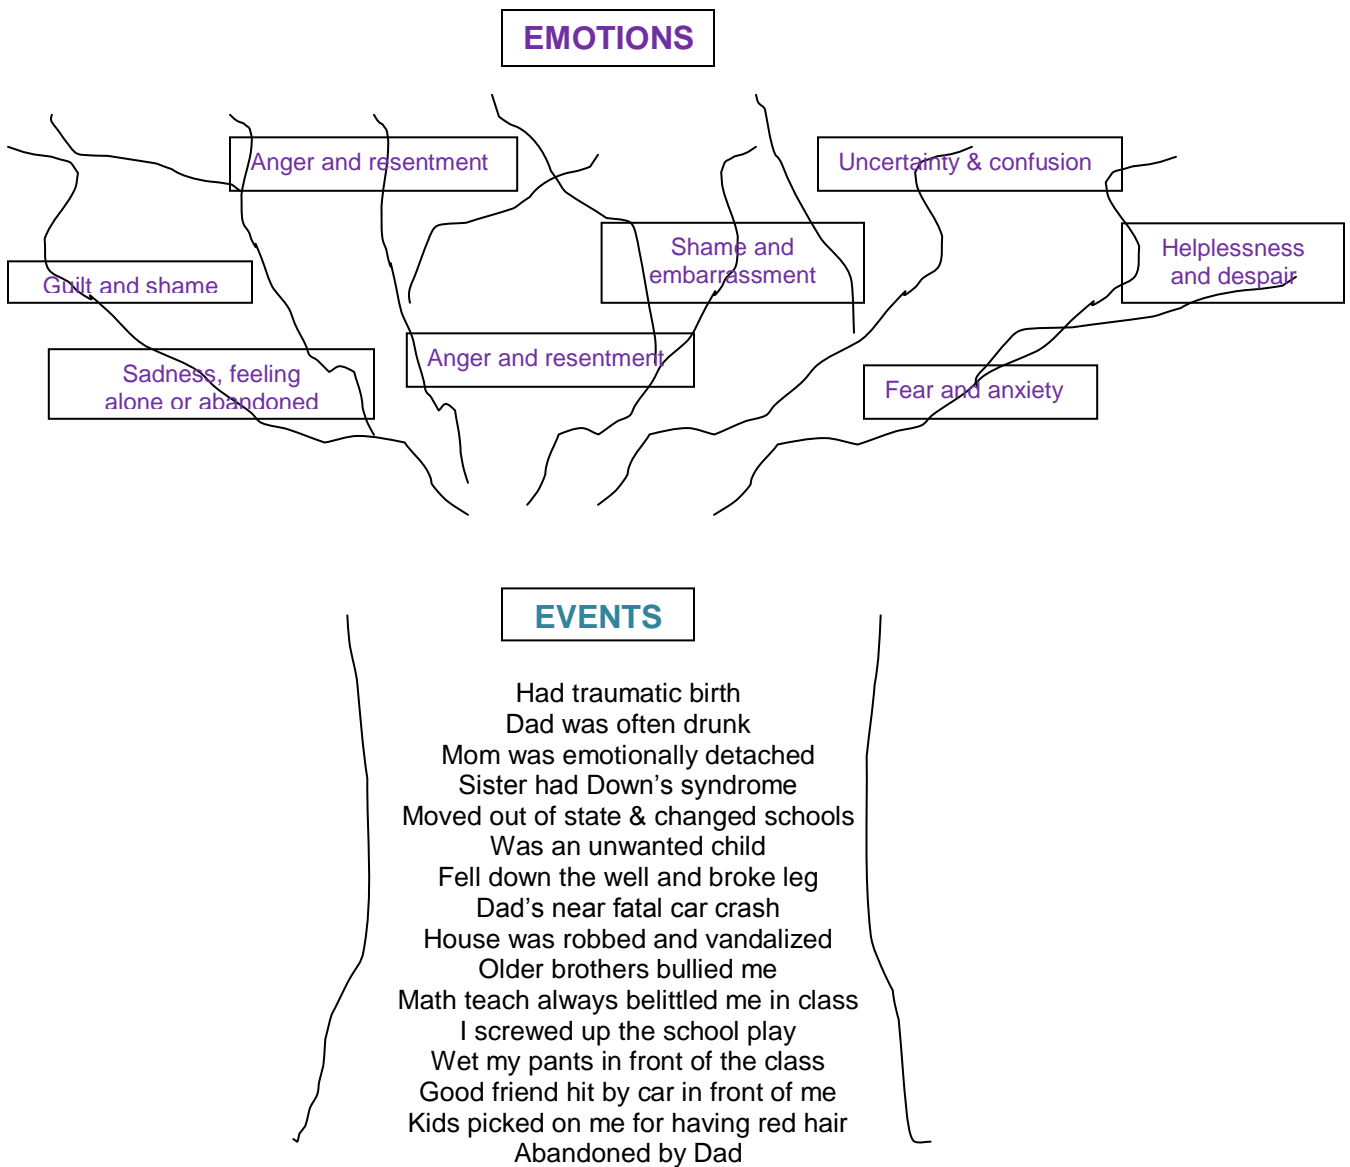 EMOTIONS
Anger and resentment
Uncertainty & confusion
Shame and
embarrassment
Helplessness
and despair
Guilt and shame
Anger and resentment
Sadness, feeling
alone or abandoned
Fear and anxiety
EVENTS
Had traumatic birth
Dad was often drunk
Mom was emotionally detached
Sister had Down’s syndrome
Moved out of state & changed schools
Was an unwanted child
Fell down the well and broke leg
Dad’s near fatal car crash
House was robbed and vandalized
Older brothers bullied me
Math teach always belittled me in class
I screwed up the school play
Wet my pants in front of the class
Good friend hit by car in front of me
Kids picked on me for having red hair
Abandoned by Dad